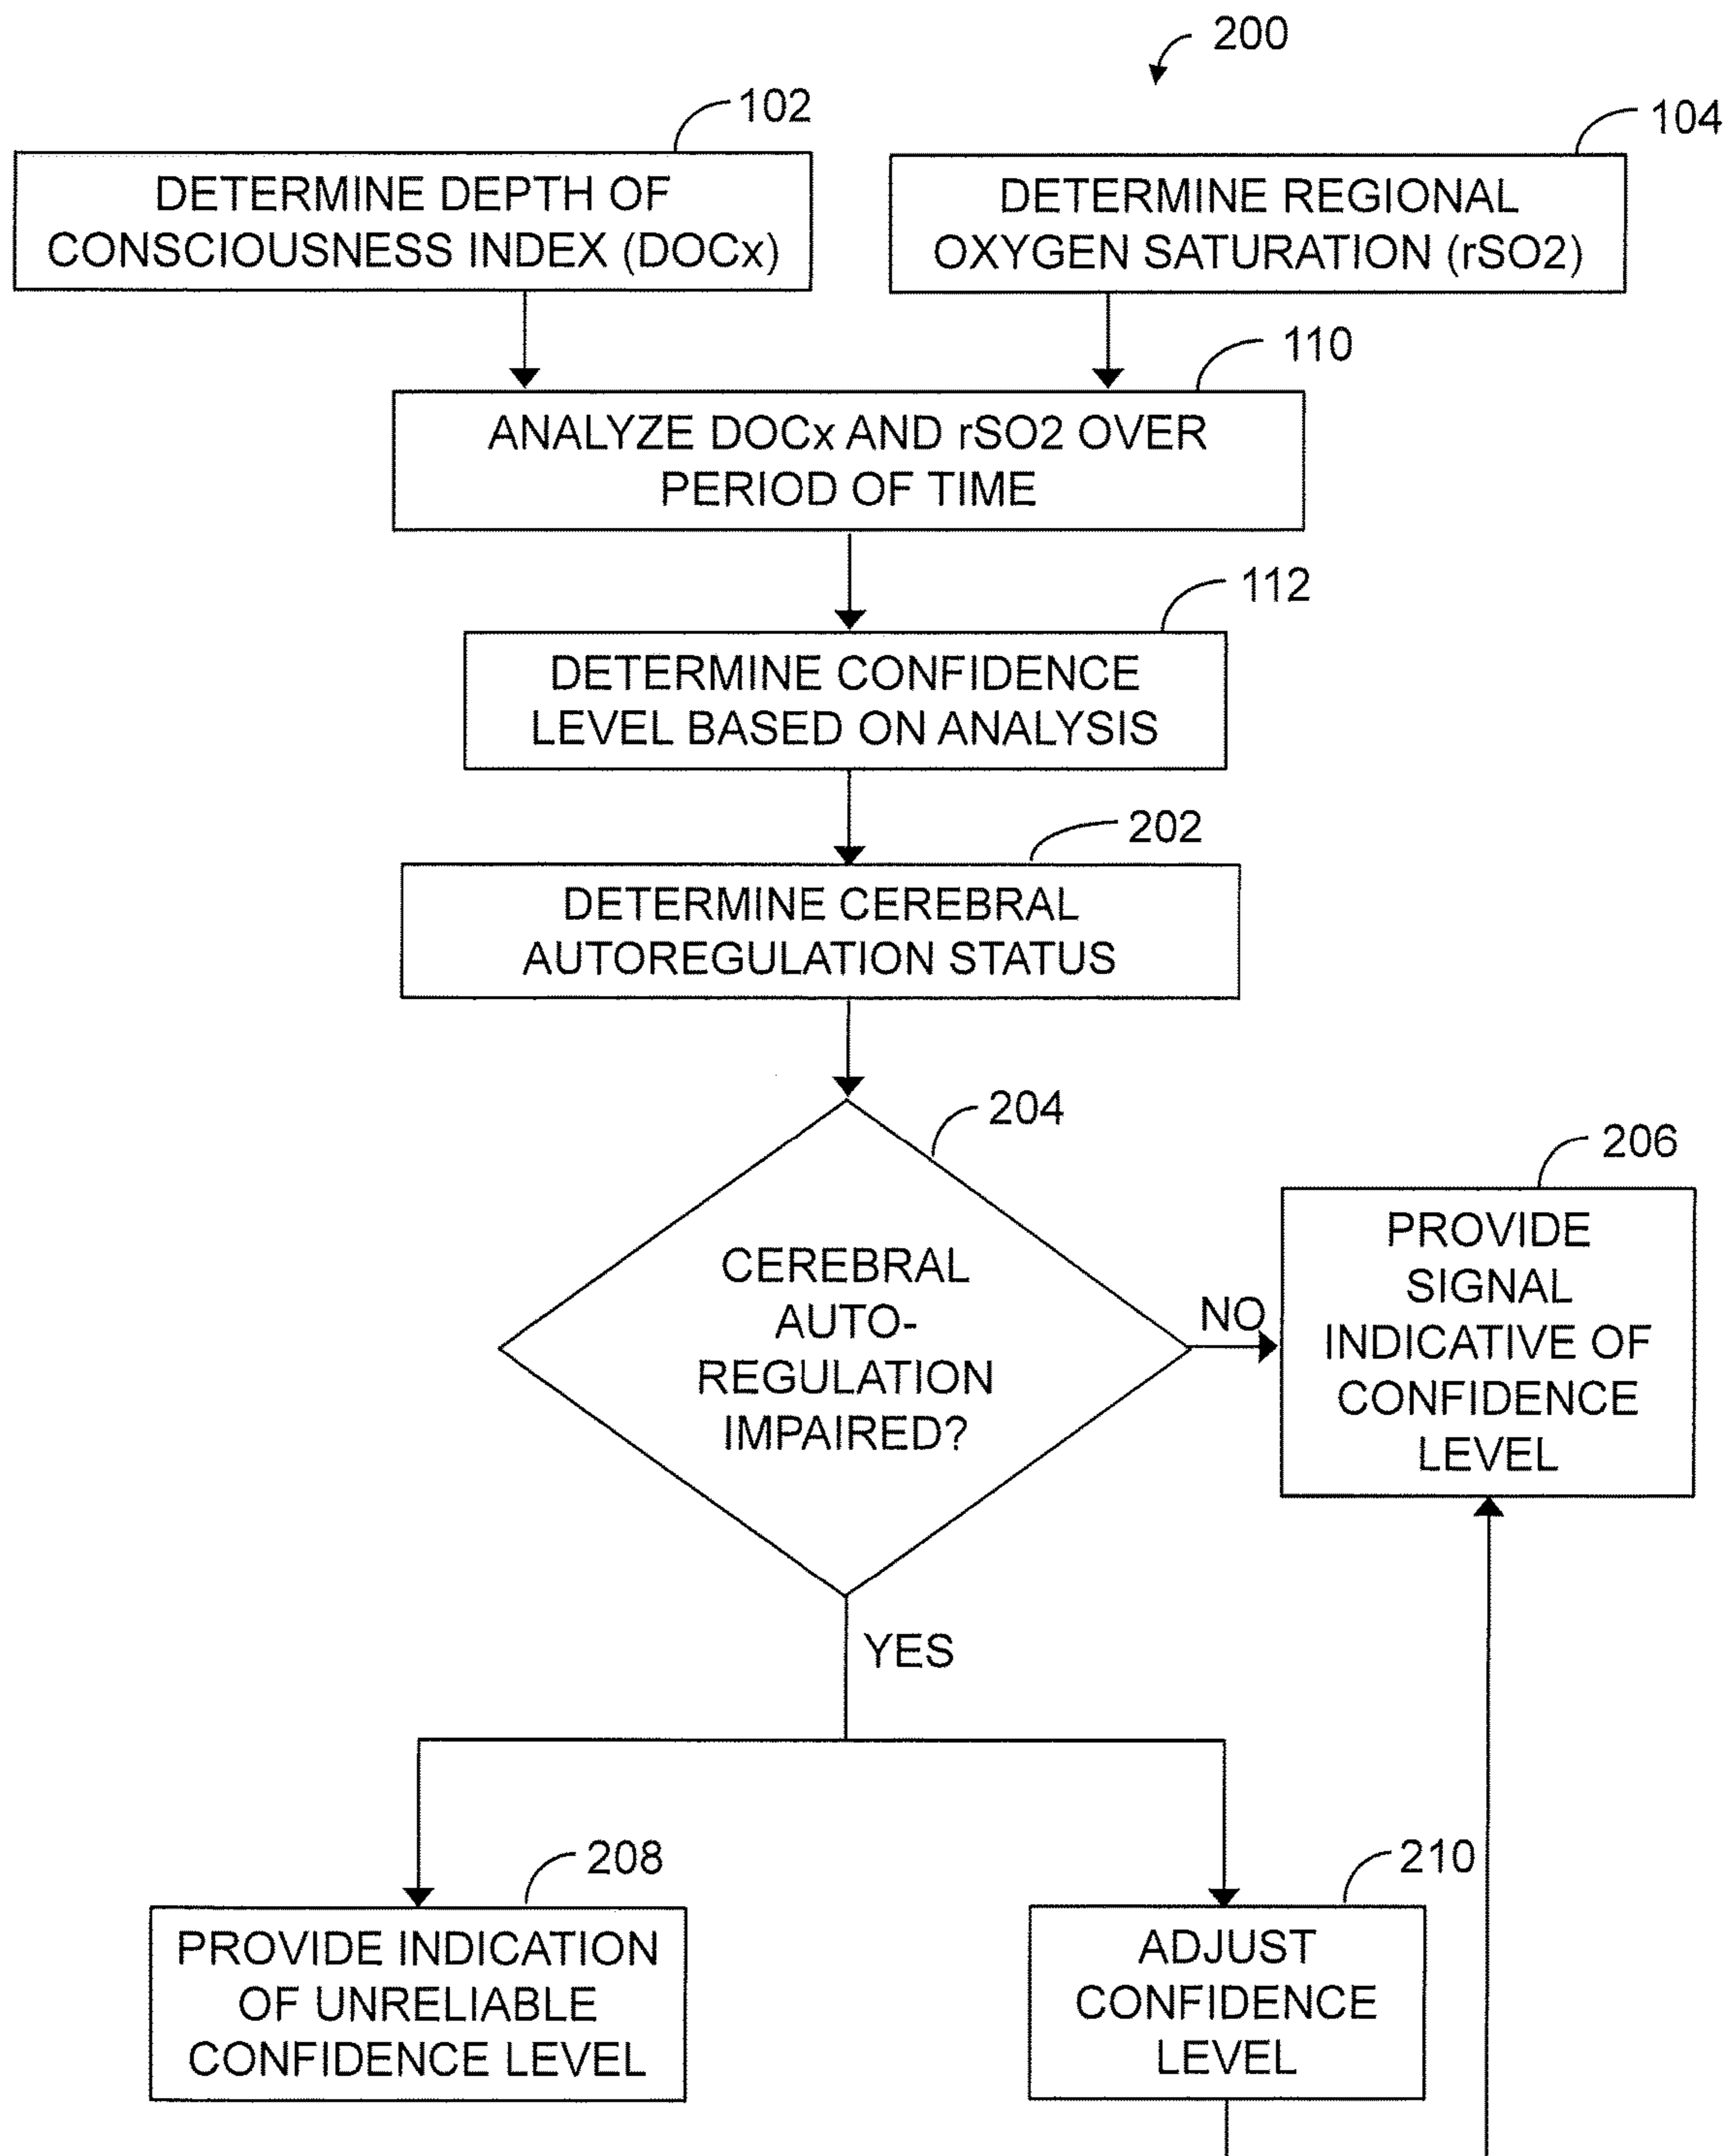 200
102
104
DETERMINE DEPTH OF
CONSCIOUSNESS INDEX (DOCx)
DETERMINE REGIONAL
OXYGEN SATURATION (rSO2)
110
ANALYZE DOCx AND rSO2 OVER
PERIOD OF TIME
112
DETERMINE CONFIDENCE
LEVEL BASED ON ANALYSIS
202
DETERMINE CEREBRAL
AUTOREGULATION STATUS
204
CEREBRAL
AUTO-
REGULATION
IMPAIRED?
NO
206
PROVIDE
SIGNAL
INDICATIVE OF
CONFIDENCE
LEVEL
YES
208
PROVIDE INDICATION
OF UNRELIABLE
CONFIDENCE LEVEL
210
ADJUST
CONFIDENCE
LEVEL